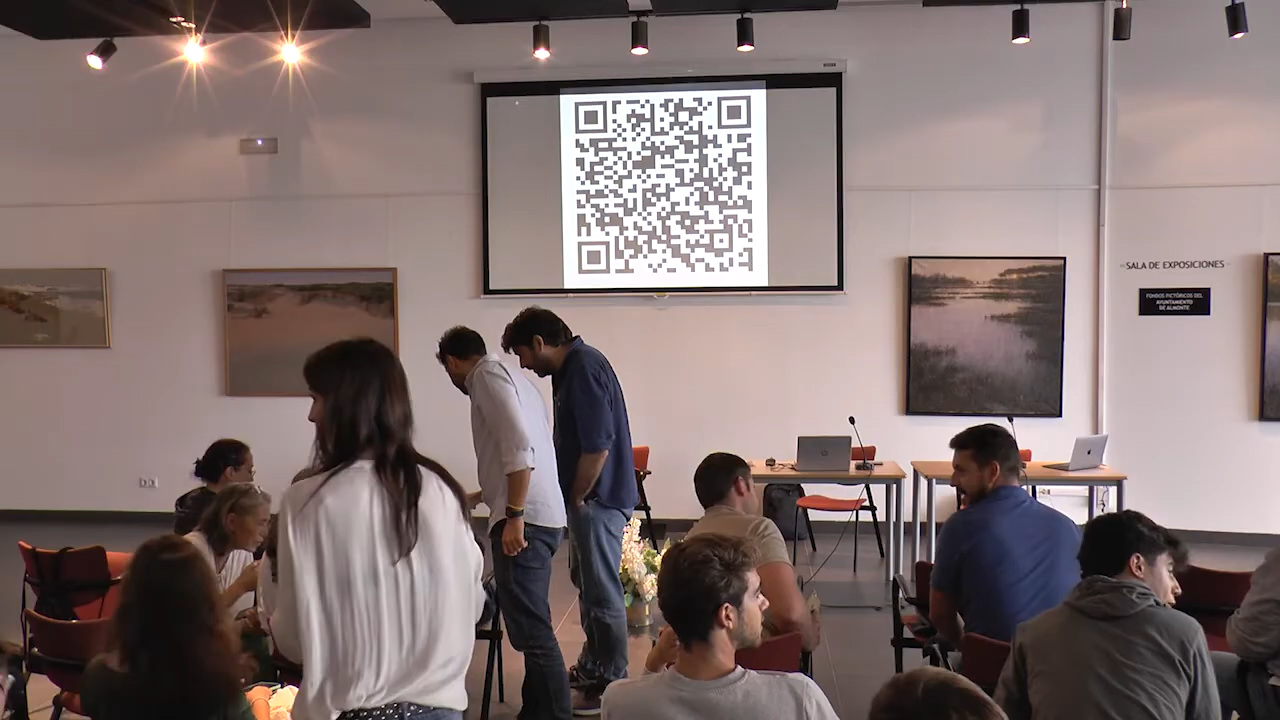 SALA DE EXPOSICIONES
FONDOS PICTÓRICOS DEL
AYUNTAMIENTO
DE ALMONTE